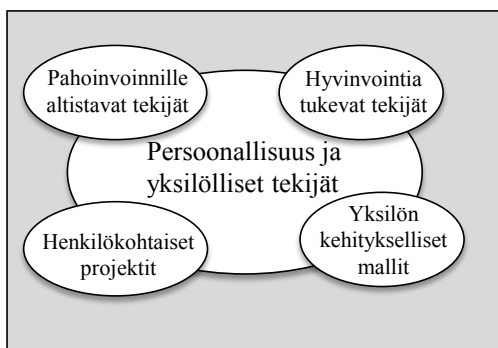 Pahoinvoinnille
altistavat tekijät
Hyvinvointia
tukevat tekijät
Persoonallisuus ja
yksilölliset tekijät
Henkilökohtaiset
projektit
Yksilön
kehitykselliset
mallit